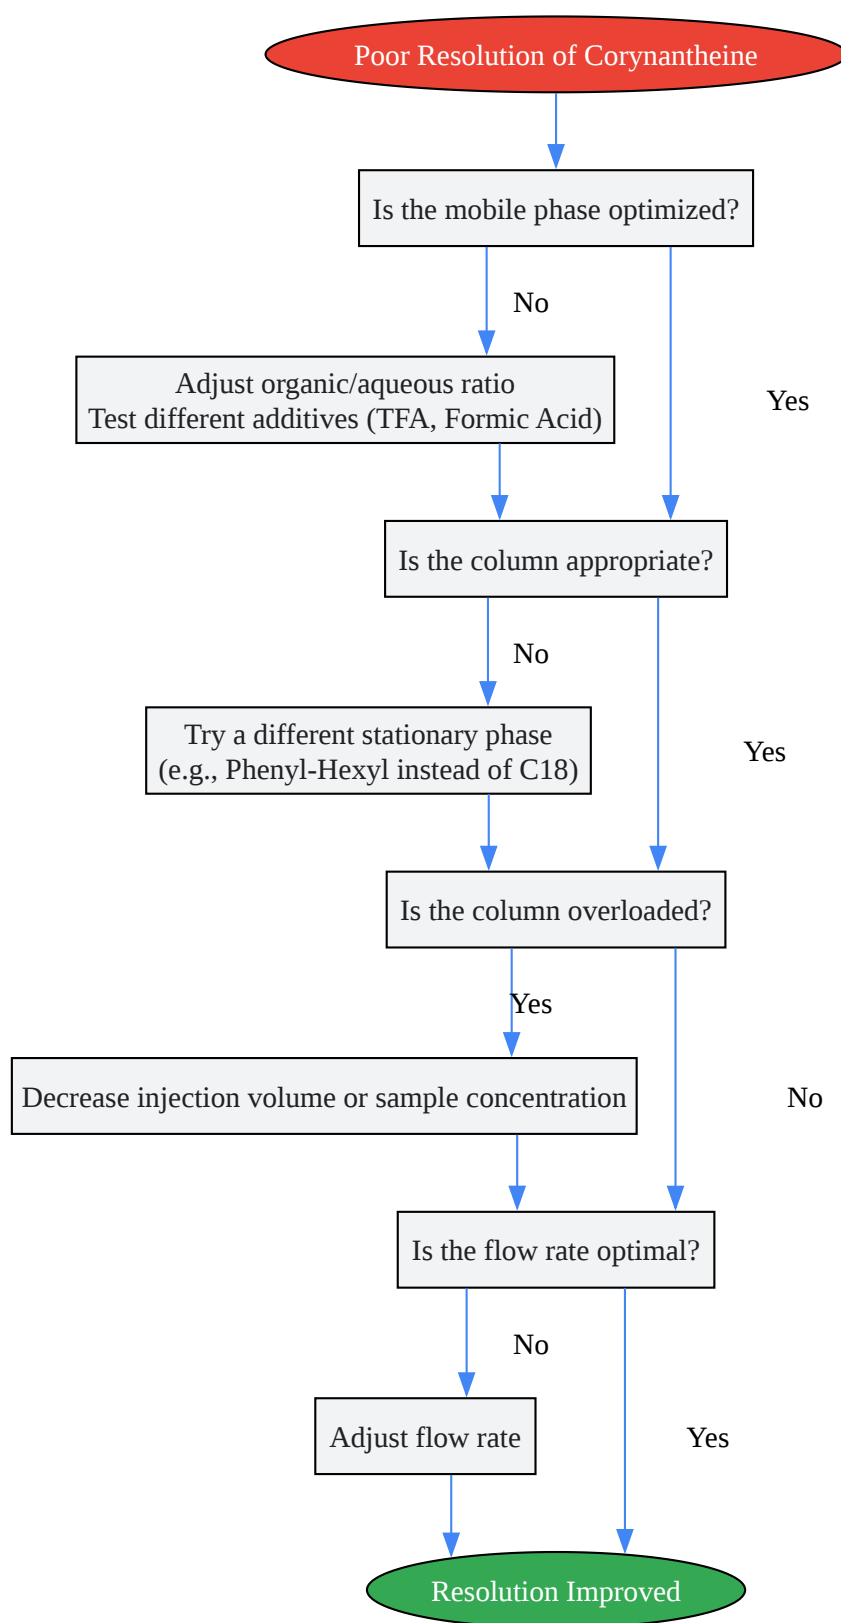 Poor Resolution of Corynantheine
Is the mobile phase optimized?
No
Adjust organic/aqueous ratio
Test different additives (TFA, Formic Acid)
Yes
Is the column appropriate?
No
Try a different stationary phase
(e.g., Phenyl-Hexyl instead of C18)
Yes
Is the column overloaded?
Yes
Decrease injection volume or sample concentration
No
Is the flow rate optimal?
No
Adjust flow rate
Yes
Resolution Improved